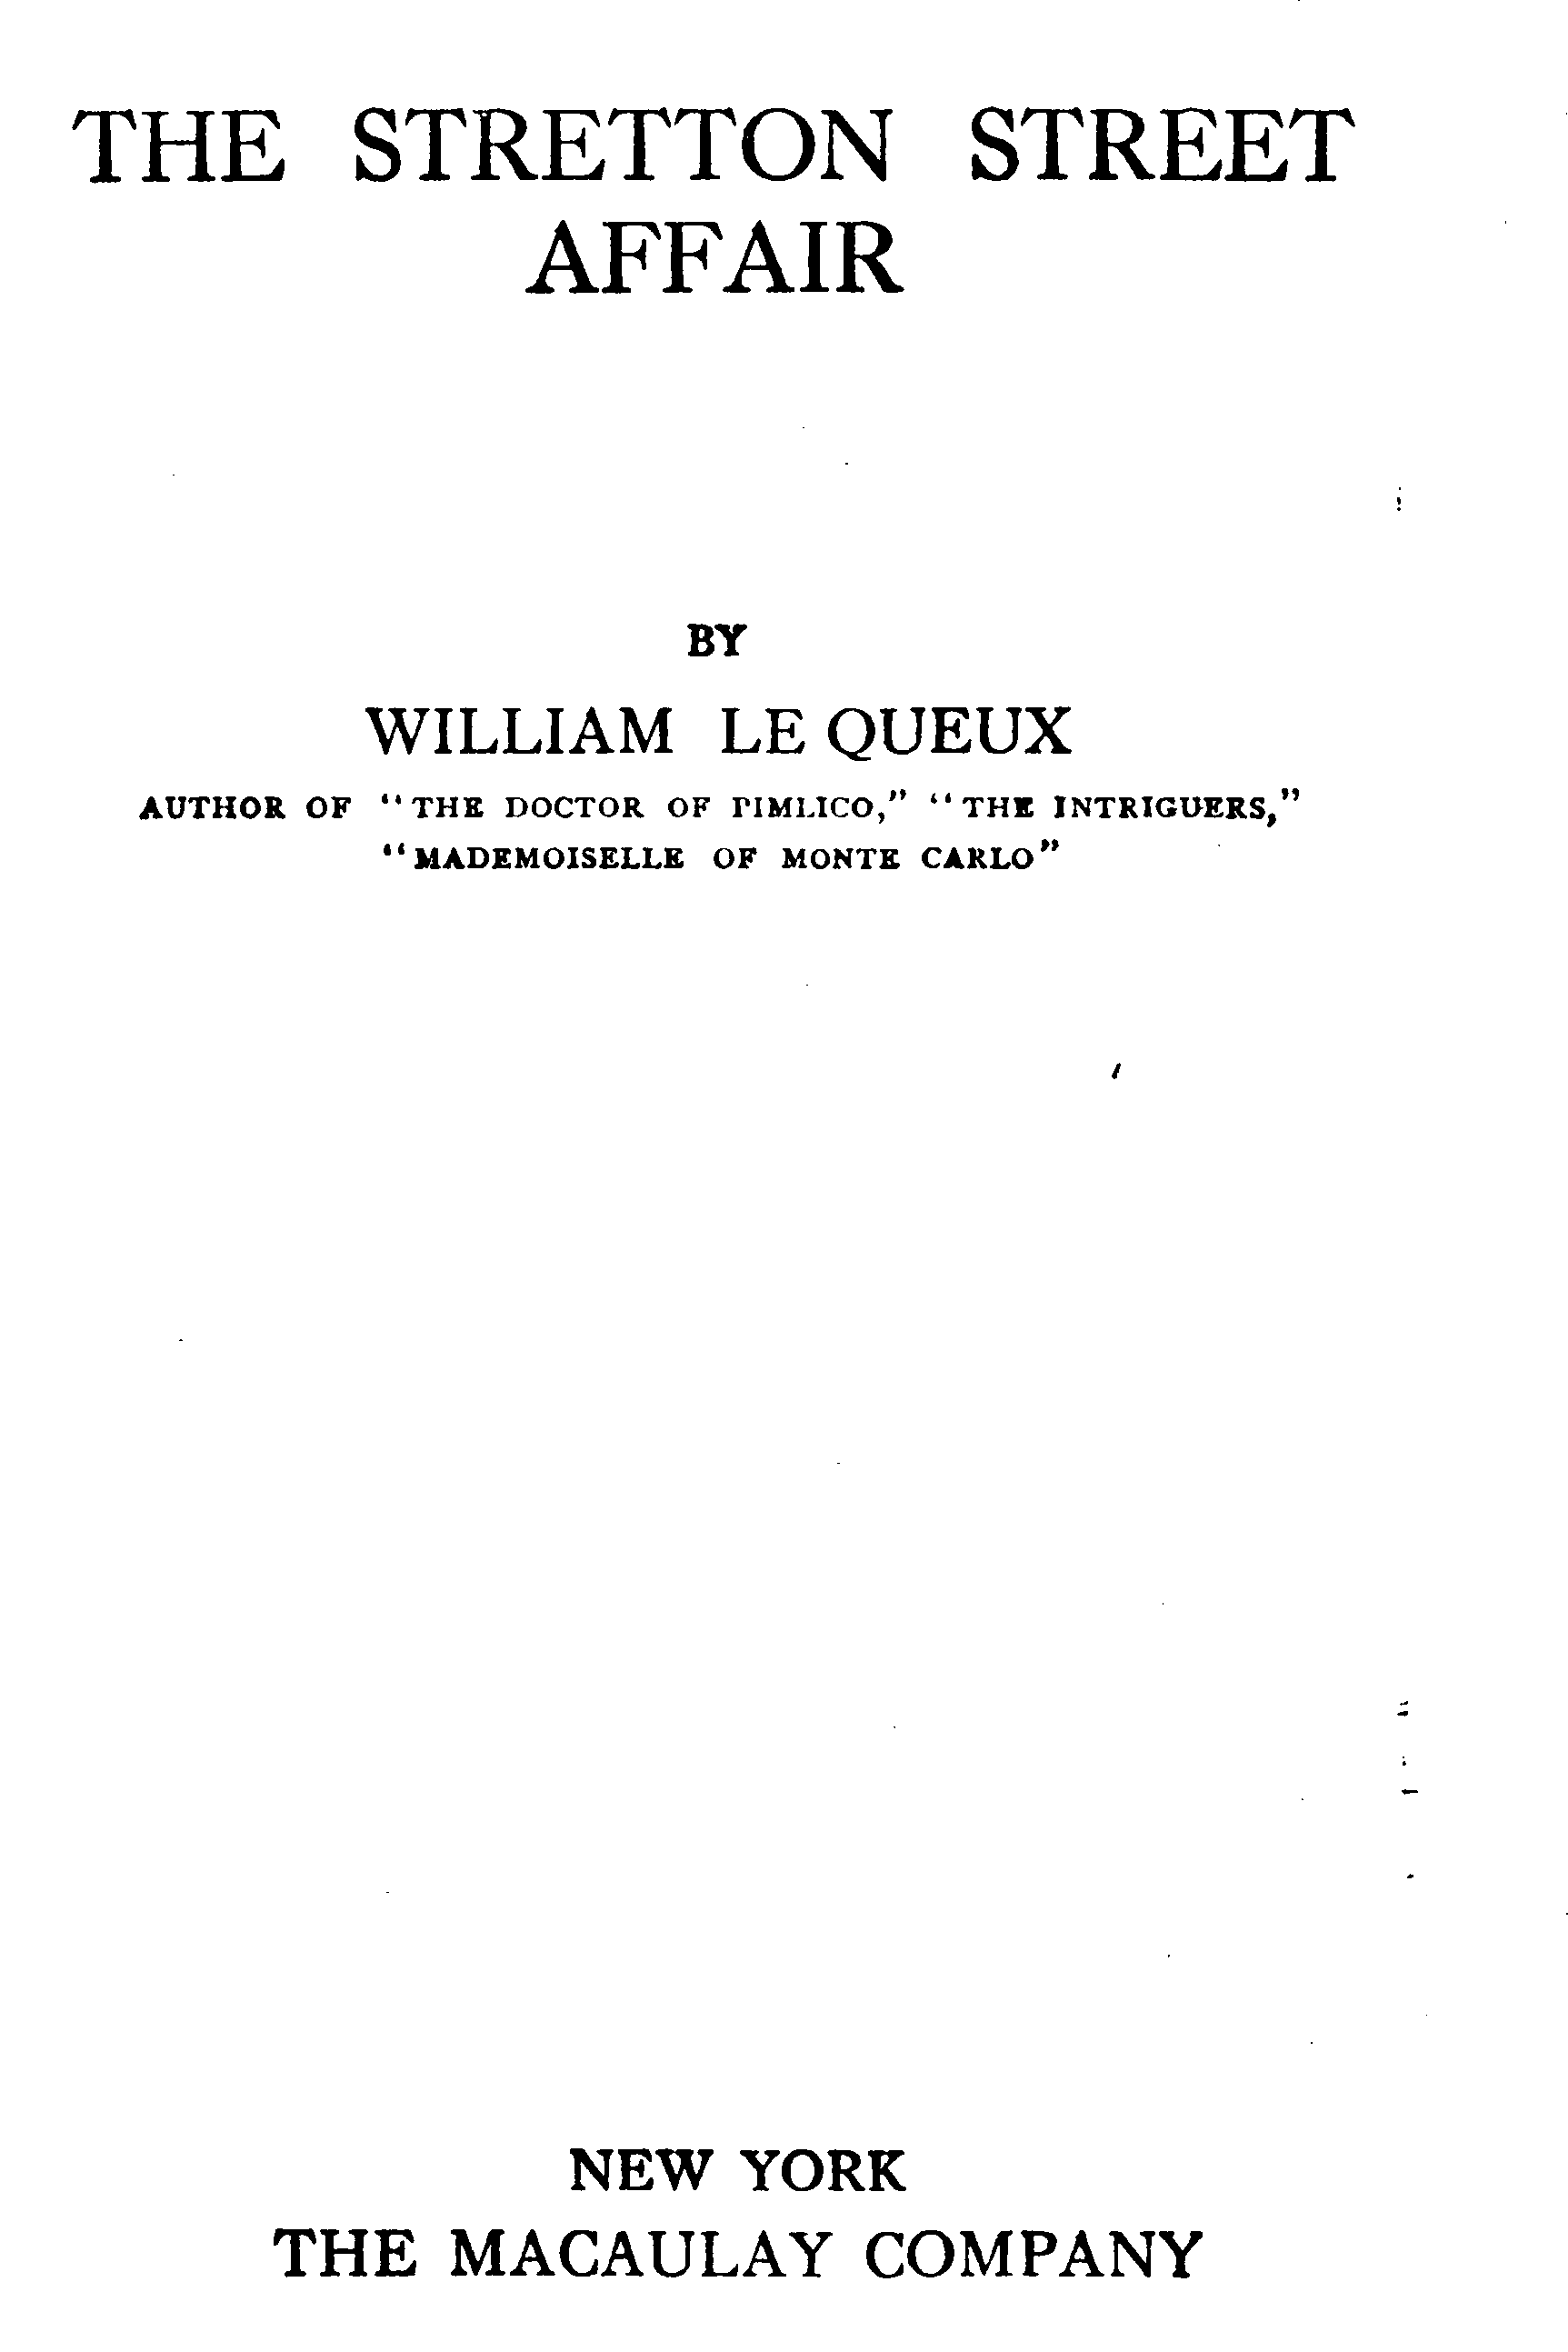 THE STRETTON STREET
AFFAIR
BY
WILLIAM LE QUEUX
AUTHOR OF "THE DOCTOR OF PIMLICO," "THE INTRIGUERS,"
"MADEMOISELLE OF MONTE CARLO"
NEW YORK
THE MACAULAY COMPANY